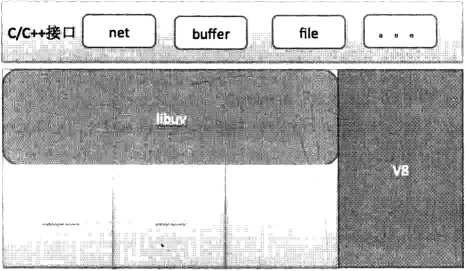 C/C++接口 net buffer file 。。。
libuv
V8